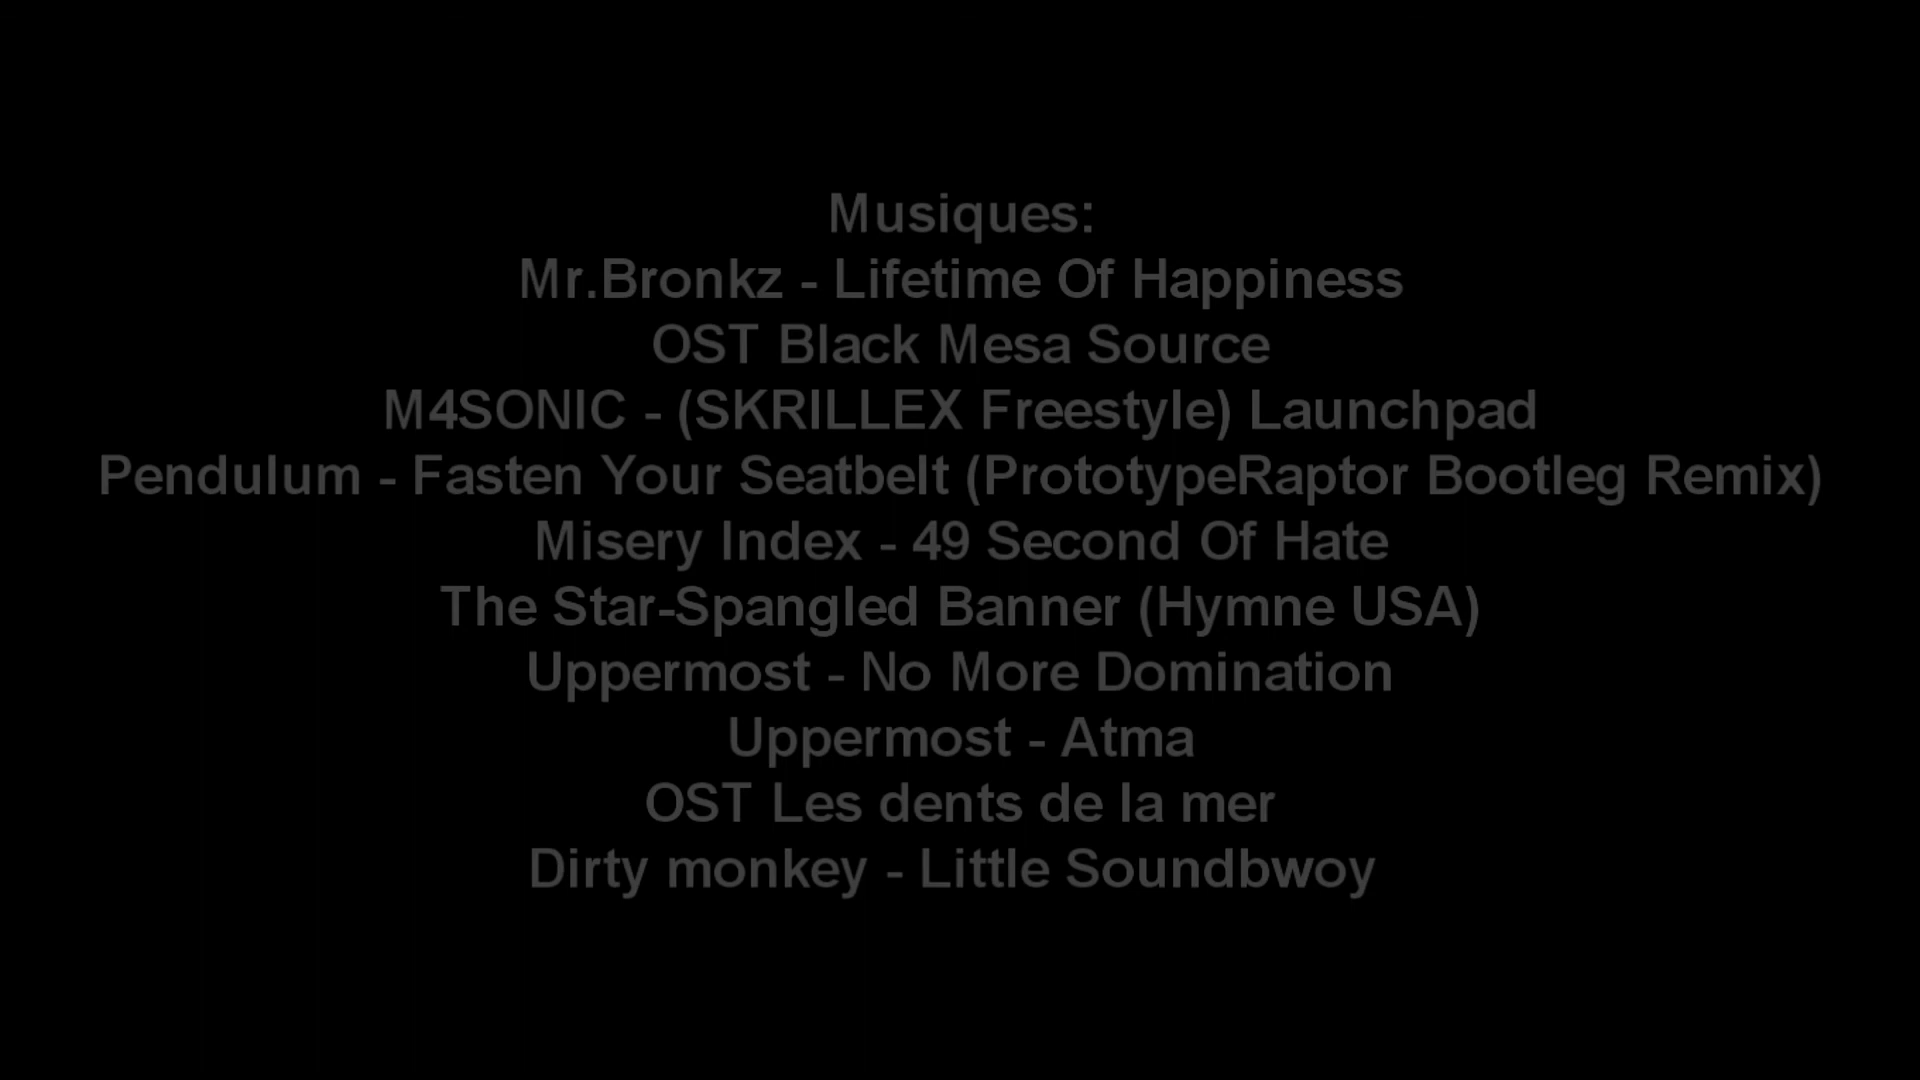 Musiques:
Mr.Bronkz - Lifetime Of Happiness
OST Black Mesa Source
M4SONIC - (SKRILLEX Freestyle) Launchpad
Pendulum - Fasten Your Seatbelt (PrototypeRaptor Bootleg Remix)
Misery Index - 49 Second Of Hate
The Star-Spangled Banner (Hymne USA)
Uppermost - No More Domination
Uppermost - Atma
OST Les dents de la mer
Dirty monkey - Little Soundbwoy